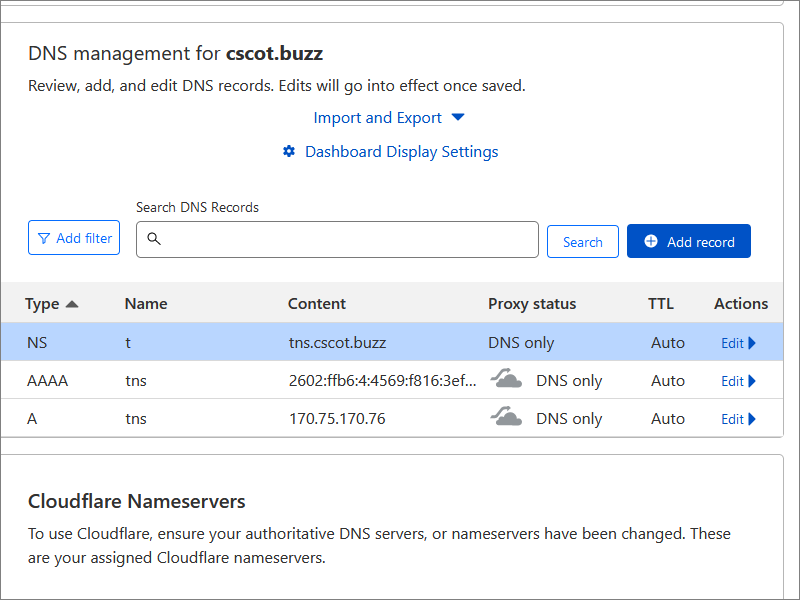 DNS management for cscot.buzz
Review, add, and edit DNS records. Edits will go into effect once saved.
Import and Export
Dashboard Display Settings
Search DNS Records
Add filter
Search
Add record
Type Name Content Proxy status TTL Actions
NS t tns.cscot.buzz DNS only Auto Edit
AAAA tns 2602:ffb6:4:4569:f816:3ef... DNS only Auto Edit
A tns 170.75.170.76 DNS only Auto Edit
Cloudflare Nameservers
To use Cloudflare, ensure your authoritative DNS servers, or nameservers have been changed. These
are your assigned Cloudflare nameservers.